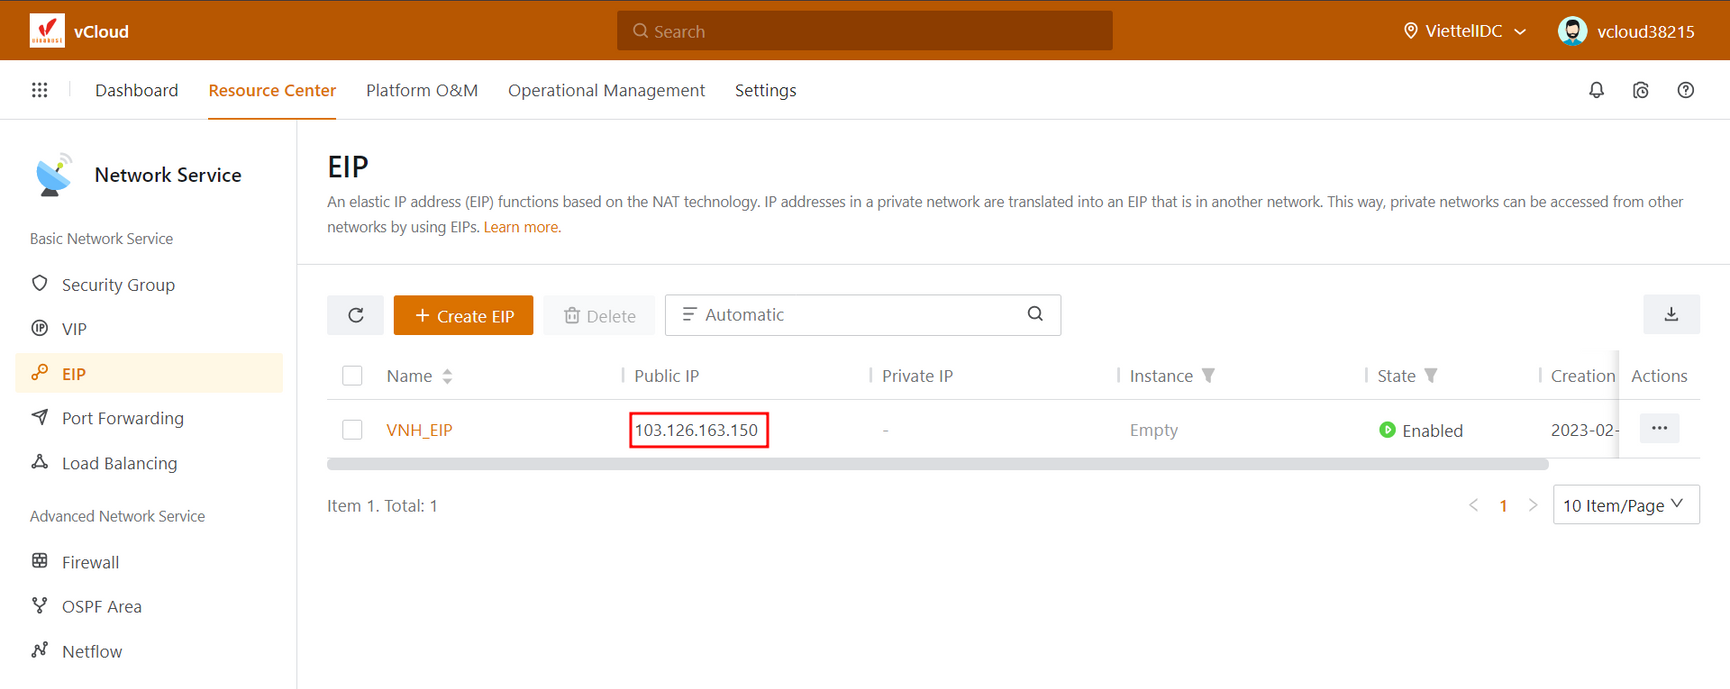 vCloud
Search
ViettelIDC
vcloud38215
Dashboard
Resource Center
Platform O&M
Operational Management
Settings
Network Service
Basic Network Service
Security Group
VIP
EIP
Port Forwarding
Load Balancing
Advanced Network Service
Firewall
OSPF Area
Netflow
EIP
An elastic IP address (EIP) functions based on the NAT technology. IP addresses in a private network are translated into an EIP that is in another network. This way, private networks can be accessed from other
networks by using EIPs. Learn more.
+ Create EIP
Delete
Automatic
Name
Public IP
Private IP
Instance
State
Creation
Actions
VNH_EIP
103.126.163.150
-
Empty
Enabled
2023-02-
...
Item 1. Total: 1
< 1 >
10 Item/Page